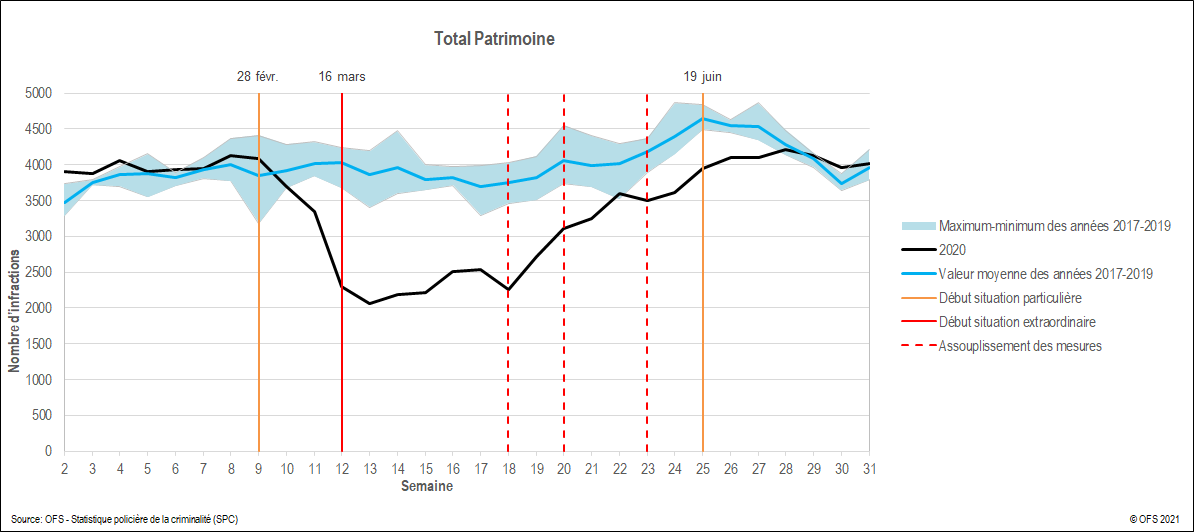 Total Patrimoine
28 févr.
16 mars
19 juin
5000
4500
4000
3500
3000
2500
2000
1500
1000
500
0
Nombre d'infractions
2 3 4 5 6 7 8 9 10 11 12 13 14 15 16 17 18 19 20 21 22 23 24 25 26 27 28 29 30 31
Semaine
Maximum-minimum des années 2017-2019
2020
Valeur moyenne des années 2017-2019
Début situation particulière
Début situation extraordinaire
Assouplissement des mesures
Source: OFS - Statistique policière de la criminalité (SPC)
© OFS 2021